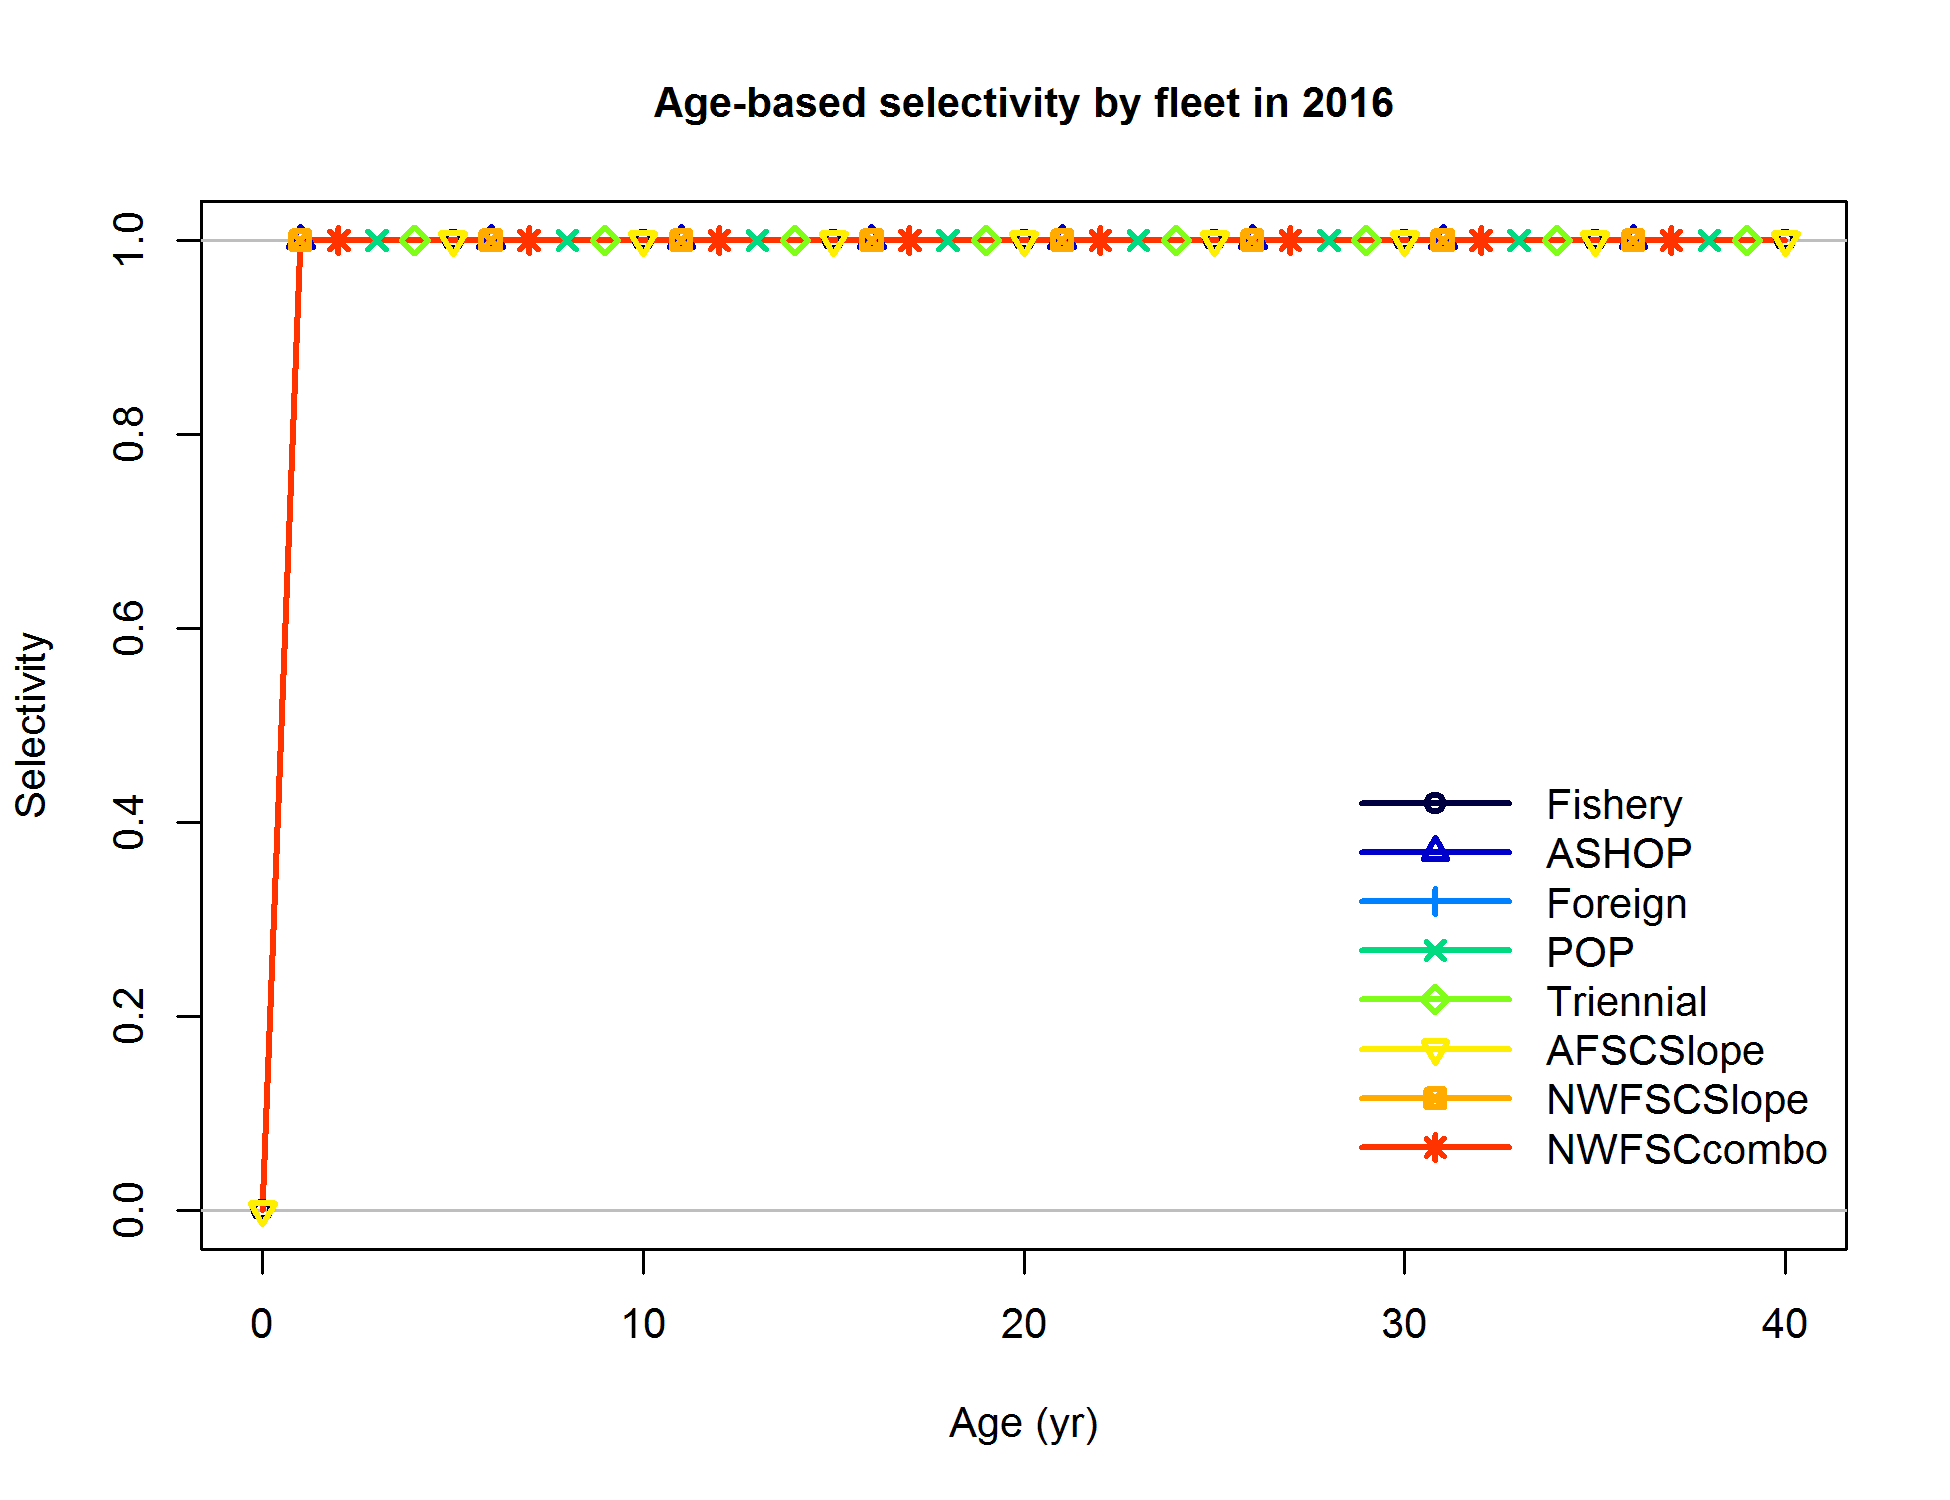 Age-based selectivity by fleet in 2016
Selectivity
1.0
0.8
0.6
0.4
0.2
0.0
Fishery
ASHOP
Foreign
POP
Triennial
AFSCSlope
NWFSCSlope
NWFSCcombo
0 10 20 30 40
Age (yr)